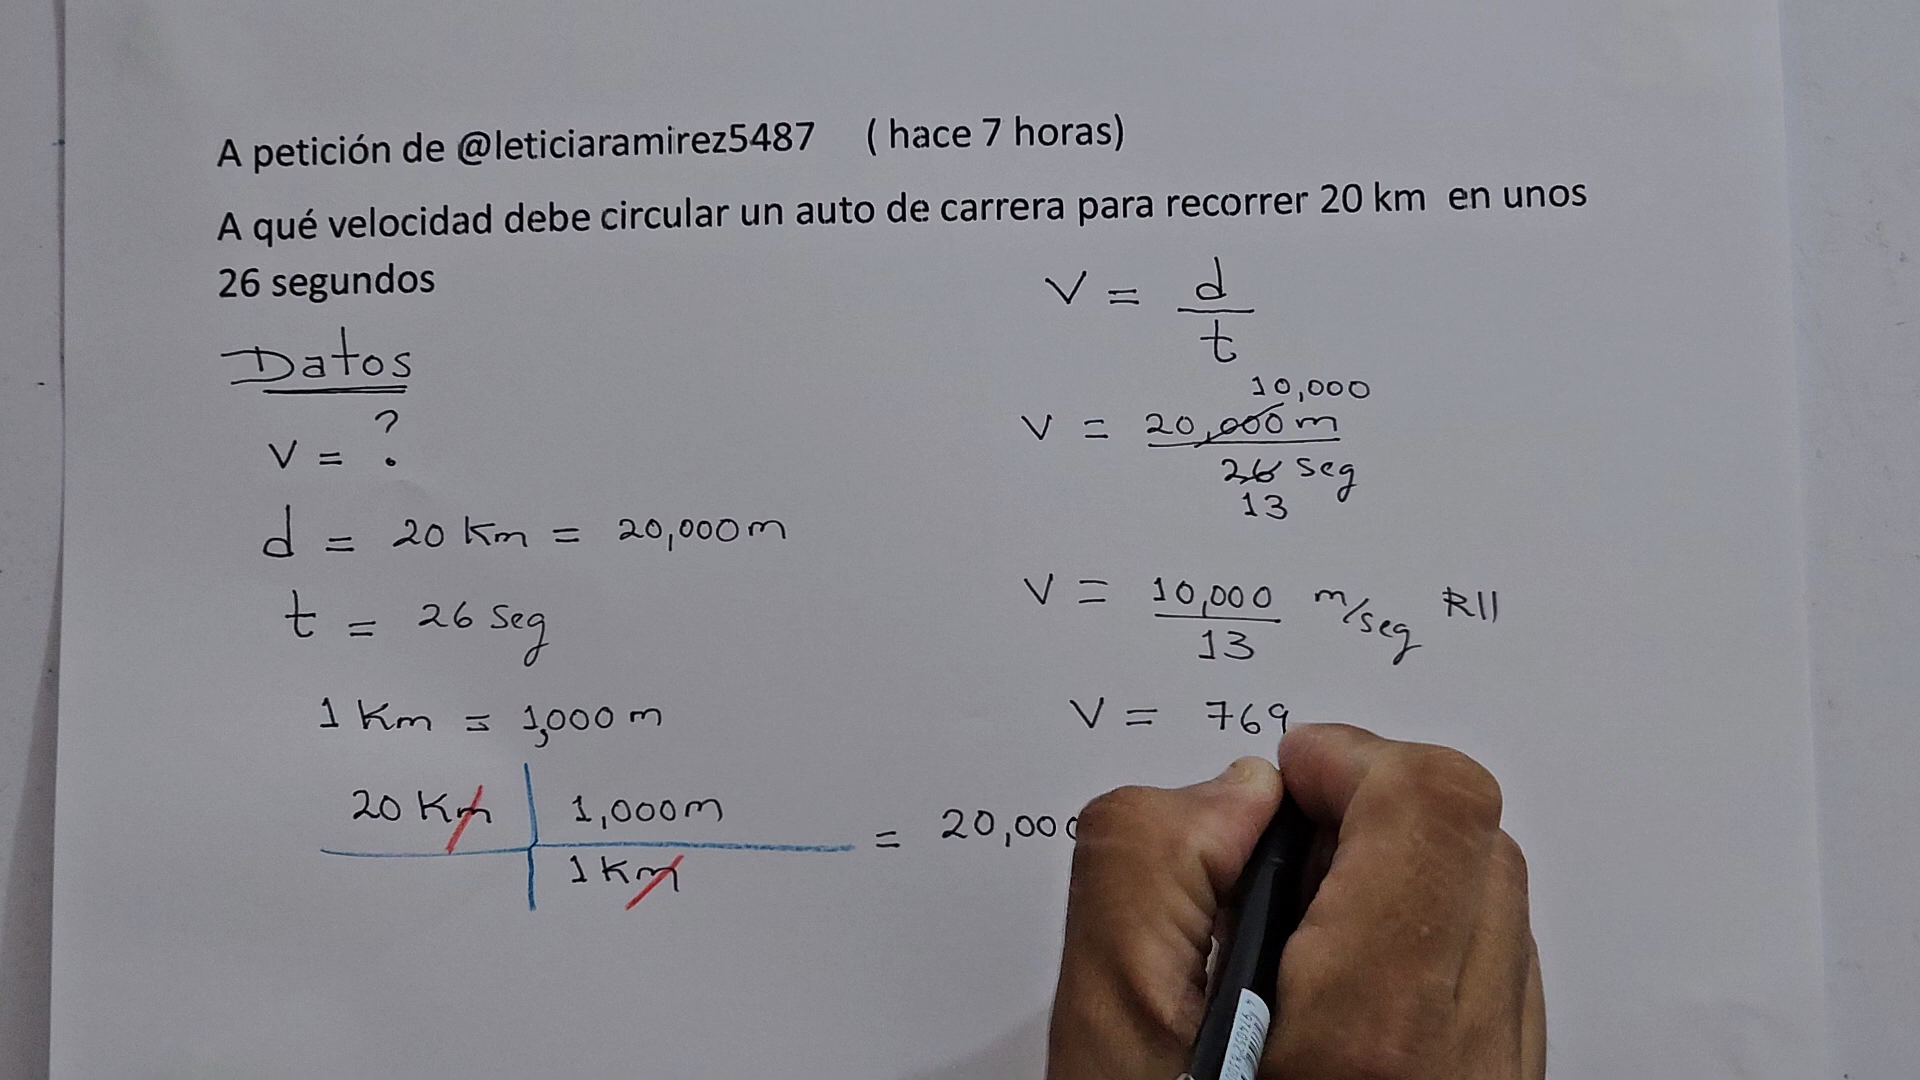 A petición de @leticiaramirez5487 ( hace 7 horas)
A qué velocidad debe circular un auto de carrera para recorrer 20 km en unos
26 segundos
Datos
V = ?
d = 20 Km = 20,000 m
t = 26 seg
1 Km = 1,000 m
20 Km 1,000 m
1 Km
= 20,00
V = d
t
10,000
V = 20,000 m
26 seg
13
V = 10,000 m/seg R//
13
V = 769